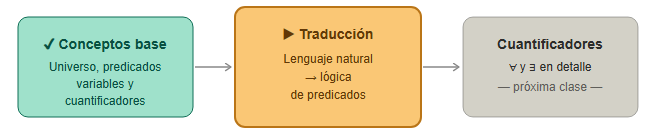 ✓ Conceptos base
Universo, predicados
variables y
cuantificadores
▶ Traducción
Lenguaje natural
→ lógica
de predicados
Cuantificadores
∀ y ∃ en detalle
— próxima clase —